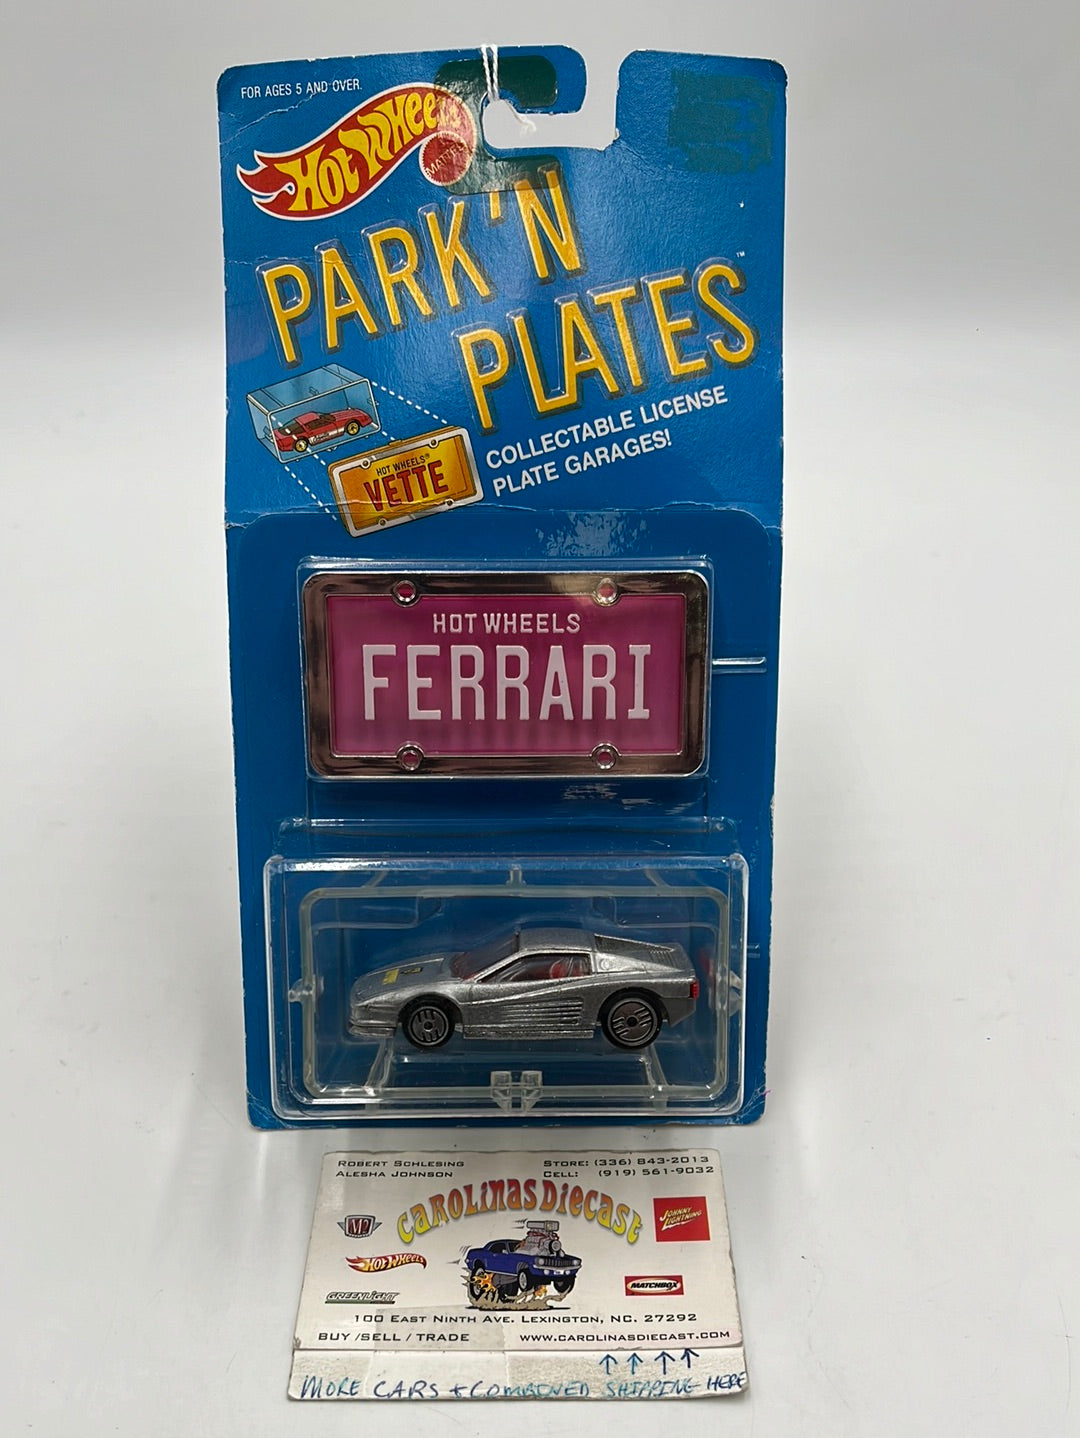 FOR AGES 5 AND OVER.
HOT WHEELS
MATTEL
PARK 'N
PLATES™
COLLECTABLE LICENSE
PLATE GARAGES!
HOT WHEELS®
VETTE
HOT WHEELS
FERRARI
ROBERT SCHLESING
ALESHA JOHNSON
STORE: (336) 843-2013
CELL: (919) 561-9032
CAROLINAS DIECAST
M2
JOHNNY LIGHTNING
HOT WHEELS
MATCHBOX
GREENLIGHT
100 EAST NINTH AVE. LEXINGTON, NC. 27292
BUY /SELL / TRADE
WWW.CAROLINASDIECAST.COM
MORE CARS + COMBINED SHIPPING HERE